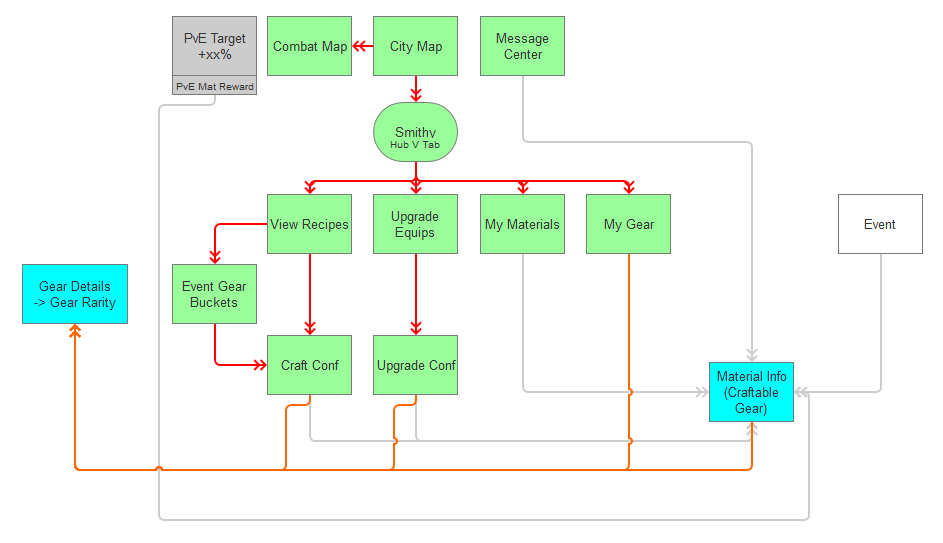 PvE Target
+xx%
PvE Mat Reward
Combat Map
City Map
Message
Center
Smithy
Hub V Tab
View Recipes
Upgrade
Equips
My Materials
My Gear
Event
Gear Details
-> Gear Rarity
Event Gear
Buckets
Craft Conf
Upgrade Conf
Material Info
(Craftable
Gear)